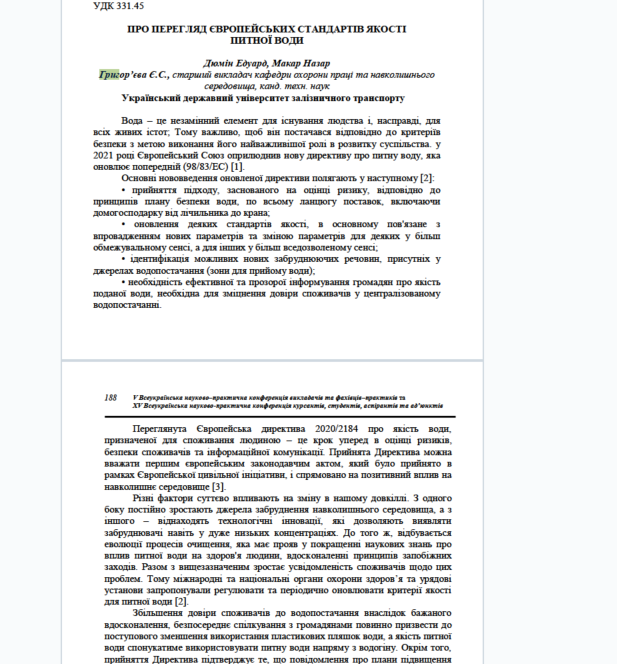 УДК 331.45
ПРО ПЕРЕГЛЯД ЄВРОПЕЙСЬКИХ СТАНДАРТІВ ЯКОСТІ
ПИТНОЇ ВОДИ
Дюмін Едуард, Макар Назар
Григор'єва Є.С., старший викладач кафедри охорони праці та навколишнього
середовища, канд. техн. наук
Український державний університет залізничного транспорту
Вода – це незамінний елемент для існування людства і, насправді, для
всіх живих істот; Тому важливо, щоб він постачався відповідно до критеріїв
безпеки з метою виконання його найважливішої ролі в розвитку суспільства. у
2021 році Європейський Союз оприлюднив нову директиву про питну воду, яка
оновлює попередній (98/83/ЕС) [1].
Основні нововведення оновленої директиви полягають у наступному [2]:
• прийняття підходу, заснованого на оцінці ризику, відповідно до
принципів плану безпеки води, по всьому ланцюгу поставок, включаючи
домогосподарку від лічильника до крана;
• оновлення деяких стандартів якості, в основному пов'язане з
впровадженням нових параметрів та зміною параметрів для деяких у більш
обмежувальному сенсі, а для інших у більш вседозволеному сенсі;
• ідентифікація можливих нових забруднюючих речовин, присутніх у
джерелах водопостачання (зони для прийому води);
• необхідність ефективної та прозорої інформування громадян про якість
поданої води, необхідна для зміцнення довіри споживачів у централізованому
водопостачанні.
188 V Всеукраїнська науково–практична конференція викладачів та фахівців–практиків та
XV Всеукраїнська науково-практична конференція курсантів, студентів, аспірантів та ад'юнктів
Переглянута Європейська директива 2020/2184 про якість води,
призначеної для споживання людиною – це крок уперед в оцінці ризиків,
безпеки споживачів та інформаційної комунікації. Прийнята Директива можна
вважати першим європейським законодавчим актом, який було прийнято в
рамках Європейської цивільної ініціативи, і спрямовано на позитивний вплив на
навколишнє середовище [3].
Різні фактори суттєво впливають на зміну в нашому довкіллі. З одного
боку постійно зростають джерела забруднення навколишнього середовища, а з
іншого – віднаходять технологічні інновації, які дозволяють виявляти
забруднювачі навіть у дуже низьких концентраціях. До того ж, відбувається
еволюції процесів очищення, яка має прояв у покращенні наукових знань про
вплив питної води на здоров'я людини, вдосконаленні принципів запобіжних
заходів. Разом з вищезазначеним зростає усвідомленість споживачів щодо цих
проблем. Тому міжнародні та національні органи охорони здоров'я та урядові
установи запропонували регулювати та періодично оновлювати критерії якості
для питної води [2].
Збільшення довіри споживачів до водопостачання внаслідок бажаного
вдосконалення, безпосереднє спілкування з громадянами повинно призвести до
поступового зменшення використання пластикових пляшок води, а якість питної
води спонукатиме використовувати питну води напряму з водогіну. Окрім того,
прийняття Директива підтверджує те, що повідомлення про плани підвищення